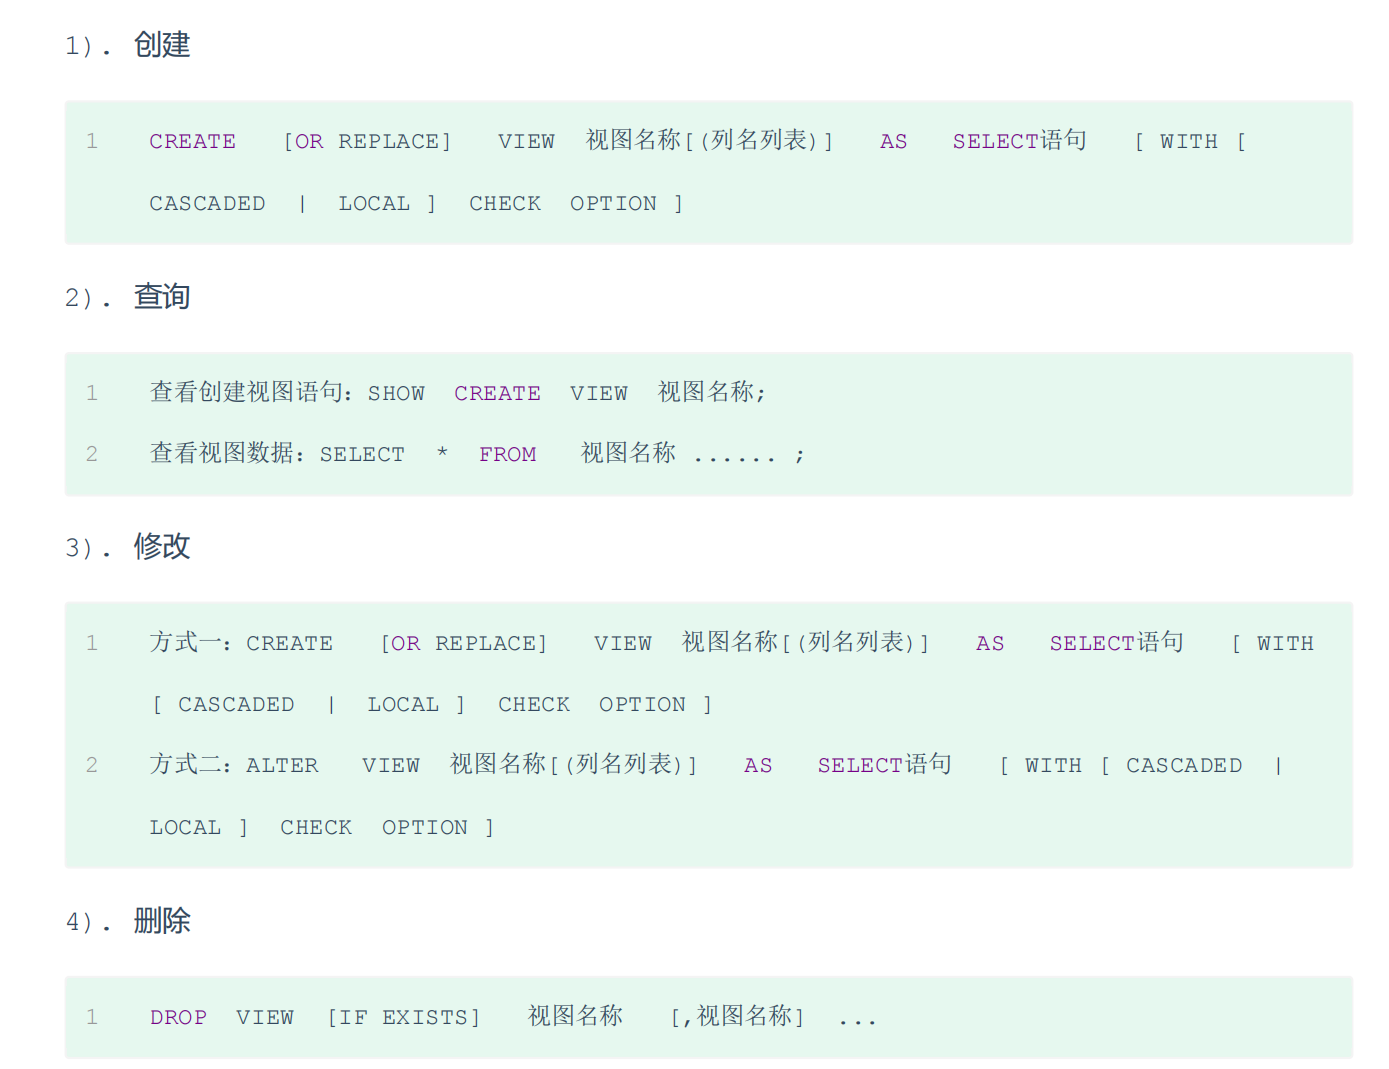 1). 创建
1 CREATE [OR REPLACE] VIEW 视图名称[(列名列表)] AS SELECT语句 [ WITH [
CASCADED | LOCAL ] CHECK OPTION ]
2). 查询
1 查看创建视图语句：SHOW CREATE VIEW 视图名称;
2 查看视图数据：SELECT * FROM 视图名称 ...... ;
3). 修改
1 方式一：CREATE [OR REPLACE] VIEW 视图名称[(列名列表)] AS SELECT语句 [ WITH
[ CASCADED | LOCAL ] CHECK OPTION ]
2 方式二：ALTER VIEW 视图名称[(列名列表)] AS SELECT语句 [ WITH [ CASCADED |
LOCAL ] CHECK OPTION ]
4). 删除
1 DROP VIEW [IF EXISTS] 视图名称 [,视图名称] ...